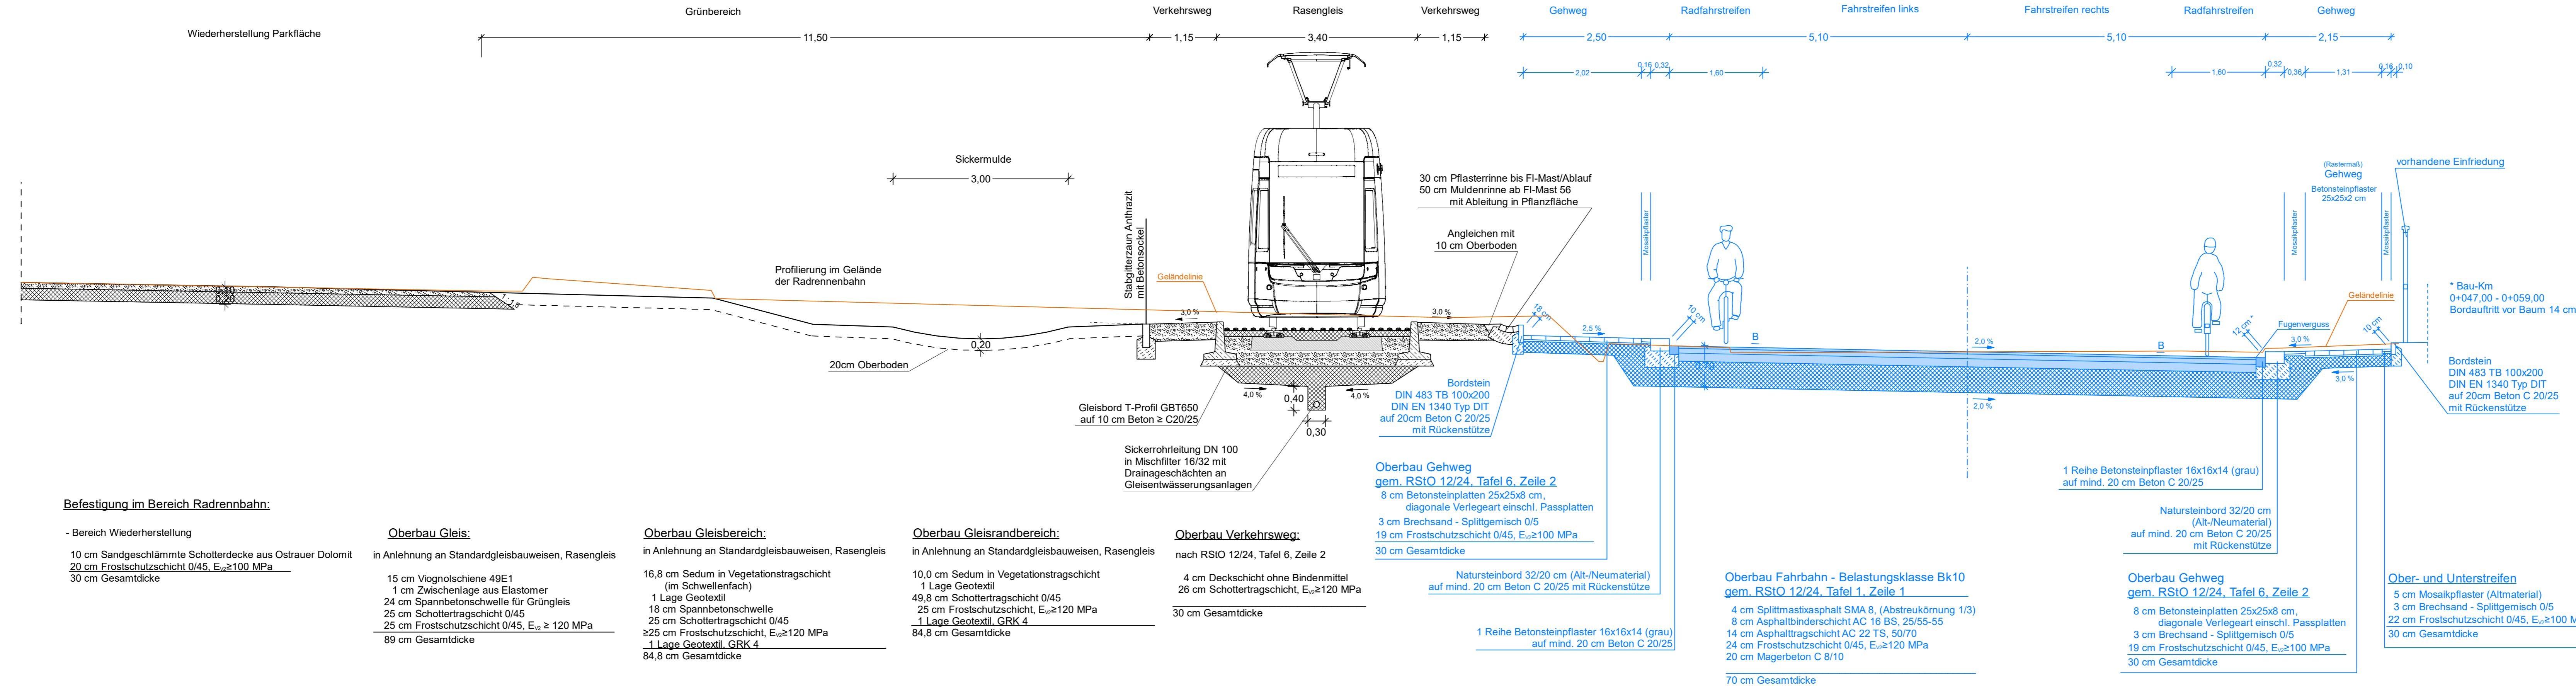 Wiederherstellung Parkfläche
Grünbereich
Verkehrsweg
Rasengleis
Verkehrsweg
Gehweg
Radfahrstreifen
Fahrstreifen links
Fahrstreifen rechts
Radfahrstreifen
Gehweg
11,50
1,15
3,40
1,15
2,50
5,10
5,10
2,15
2,02
0,16
0,32
1,60
1,60
0,32
0,36
1,31
0,16
0,10
Sickermulde
3,00
Stabgitterzaun Anthrazit
mit Betonsockel
30 cm Pflasterrinne bis Fl-Mast/Ablauf
50 cm Muldenrinne ab Fl-Mast 56
mit Ableitung in Pflanzfläche
Angleichen mit
10 cm Oberboden
Mosaikpflaster
Mosaikpflaster
(Rastermaß)
Gehweg
Betonsteinpflaster
25x25x2 cm
Mosaikpflaster
vorhandene Einfriedung
* Bau-Km
0+047,00 - 0+059,00
Bordauftritt vor Baum 14 cm
Profilierung im Gelände
der Radrennenbahn
Geländelinie
Geländelinie
Fugenverguss
0,10
0,20
1:1,5
3,0 %
3,0 %
18 cm
2,5 %
10 cm
B
2,0 %
B
12 cm *
3,0 %
10 cm
0,20
20cm Oberboden
0,70
4,0 %
0,40
4,0 %
0,30
2,0 %
3,0 %
Gleisbord T-Profil GBT650
auf 10 cm Beton ≥ C20/25
Sickerrohrleitung DN 100
in Mischfilter 16/32 mit
Drainageschächten an
Gleisentwässerungsanlagen
Bordstein
DIN 483 TB 100x200
DIN EN 1340 Typ DIT
auf 20cm Beton C 20/25
mit Rückenstütze
Bordstein
DIN 483 TB 100x200
DIN EN 1340 Typ DIT
auf 20cm Beton C 20/25
mit Rückenstütze
Befestigung im Bereich Radrennbahn:
- Bereich Wiederherstellung
10 cm Sandgeschlämmte Schotterdecke aus Ostrauer Dolomit
20 cm Frostschutzschicht 0/45, Ev2≥100 MPa
30 cm Gesamtdicke
Oberbau Gleis:
in Anlehnung an Standardgleisbauweisen, Rasengleis
15 cm Viognolschiene 49E1
1 cm Zwischenlage aus Elastomer
24 cm Spannbetonschwelle für Grüngleis
25 cm Schottertragschicht 0/45
25 cm Frostschutzschicht 0/45, Ev2 ≥ 120 MPa
89 cm Gesamtdicke
Oberbau Gleisbereich:
in Anlehnung an Standardgleisbauweisen, Rasengleis
16,8 cm Sedum in Vegetationstragschicht
(im Schwellenfach)
1 Lage Geotextil
18 cm Spannbetonschwelle
25 cm Schottertragschicht 0/45
≥25 cm Frostschutzschicht, Ev2≥120 MPa
1 Lage Geotextil, GRK 4
84,8 cm Gesamtdicke
Oberbau Gleisrandbereich:
in Anlehnung an Standardgleisbauweisen, Rasengleis
10,0 cm Sedum in Vegetationstragschicht
1 Lage Geotextil
49,8 cm Schottertragschicht 0/45
25 cm Frostschutzschicht, Ev2≥120 MPa
1 Lage Geotextil, GRK 4
84,8 cm Gesamtdicke
Oberbau Verkehrsweg:
nach RStO 12/24, Tafel 6, Zeile 2
4 cm Deckschicht ohne Bindenmittel
26 cm Schottertragschicht, Ev2≥120 MPa
30 cm Gesamtdicke
Oberbau Gehweg
gem. RStO 12/24, Tafel 6, Zeile 2
8 cm Betonsteinplatten 25x25x8 cm,
diagonale Verlegeart einschl. Passplatten
3 cm Brechsand - Splittgemisch 0/5
19 cm Frostschutzschicht 0/45, Ev2≥100 MPa
30 cm Gesamtdicke
Natursteinbord 32/20 cm (Alt-/Neumaterial)
auf mind. 20 cm Beton C 20/25 mit Rückenstütze
1 Reihe Betonsteinpflaster 16x16x14 (grau)
auf mind. 20 cm Beton C 20/25
Oberbau Fahrbahn - Belastungsklasse Bk10
gem. RStO 12/24, Tafel 1, Zeile 1
4 cm Splittmastixasphalt SMA 8, (Abstreukörnung 1/3)
8 cm Asphaltbinderschicht AC 16 BS, 25/55-55
14 cm Asphalttragschicht AC 22 TS, 50/70
24 cm Frostschutzschicht 0/45, Ev2≥120 MPa
20 cm Magerbeton C 8/10
70 cm Gesamtdicke
1 Reihe Betonsteinpflaster 16x16x14 (grau)
auf mind. 20 cm Beton C 20/25
Natursteinbord 32/20 cm
(Alt-/Neumaterial)
auf mind. 20 cm Beton C 20/25
mit Rückenstütze
Oberbau Gehweg
gem. RStO 12/24, Tafel 6, Zeile 2
8 cm Betonsteinplatten 25x25x8 cm,
diagonale Verlegeart einschl. Passplatten
3 cm Brechsand - Splittgemisch 0/5
19 cm Frostschutzschicht 0/45, Ev2≥100 MPa
30 cm Gesamtdicke
Ober- und Unterstreifen
5 cm Mosaikpflaster (Altmaterial)
3 cm Brechsand - Splittgemisch 0/5
22 cm Frostschutzschicht 0/45, Ev2≥100 M
30 cm Gesamtdicke